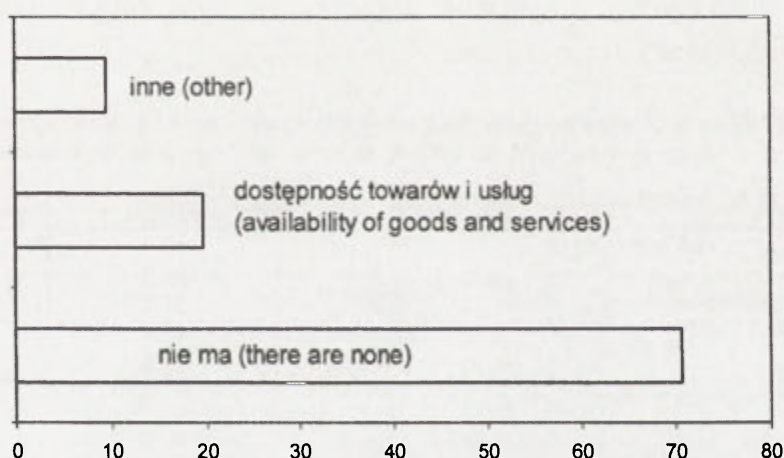 inne (other)
dostępność towarów i usług
(availability of goods and services)
nie ma (there are none)
0 10 20 30 40 50 60 70 80